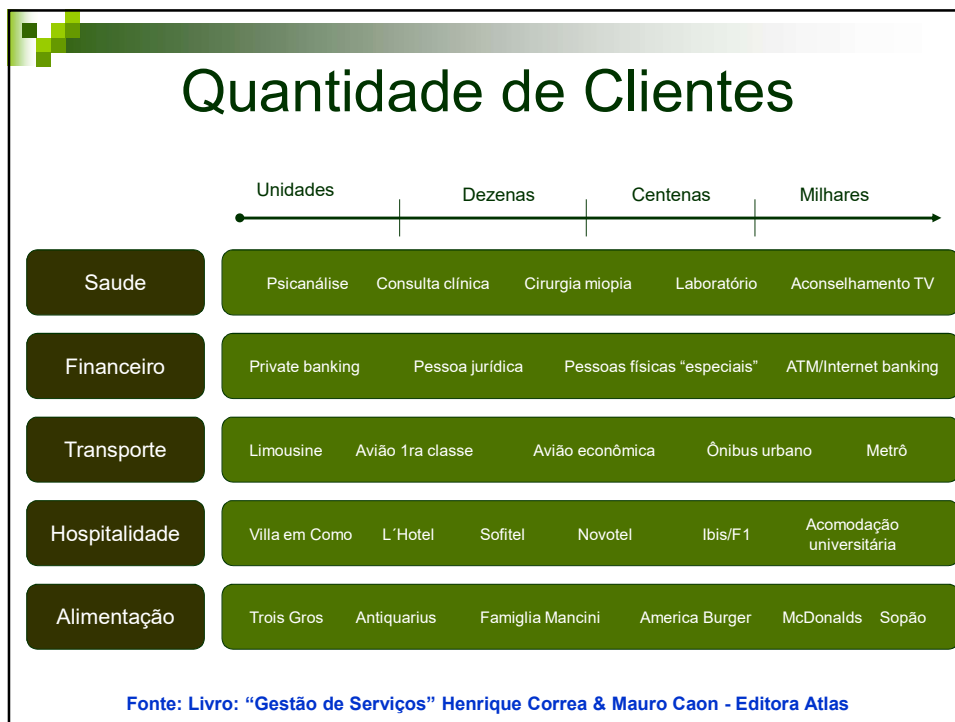 Quantidade de Clientes
Unidades Dezenas Centenas Milhares
Saude Psicanálise Consulta clínica Cirurgia miopia Laboratório Aconselhamento TV
Financeiro Private banking Pessoa jurídica Pessoas físicas “especiais” ATM/Internet banking
Transporte Limousine Avião 1ra classe Avião econômica Ônibus urbano Metrô
Hospitalidade Villa em Como L´Hotel Sofitel Novotel Ibis/F1 Acomodação
universitária
Alimentação Trois Gros Antiquarius Famiglia Mancini America Burger McDonalds Sopão
Fonte: Livro: “Gestão de Serviços” Henrique Correa & Mauro Caon - Editora Atlas